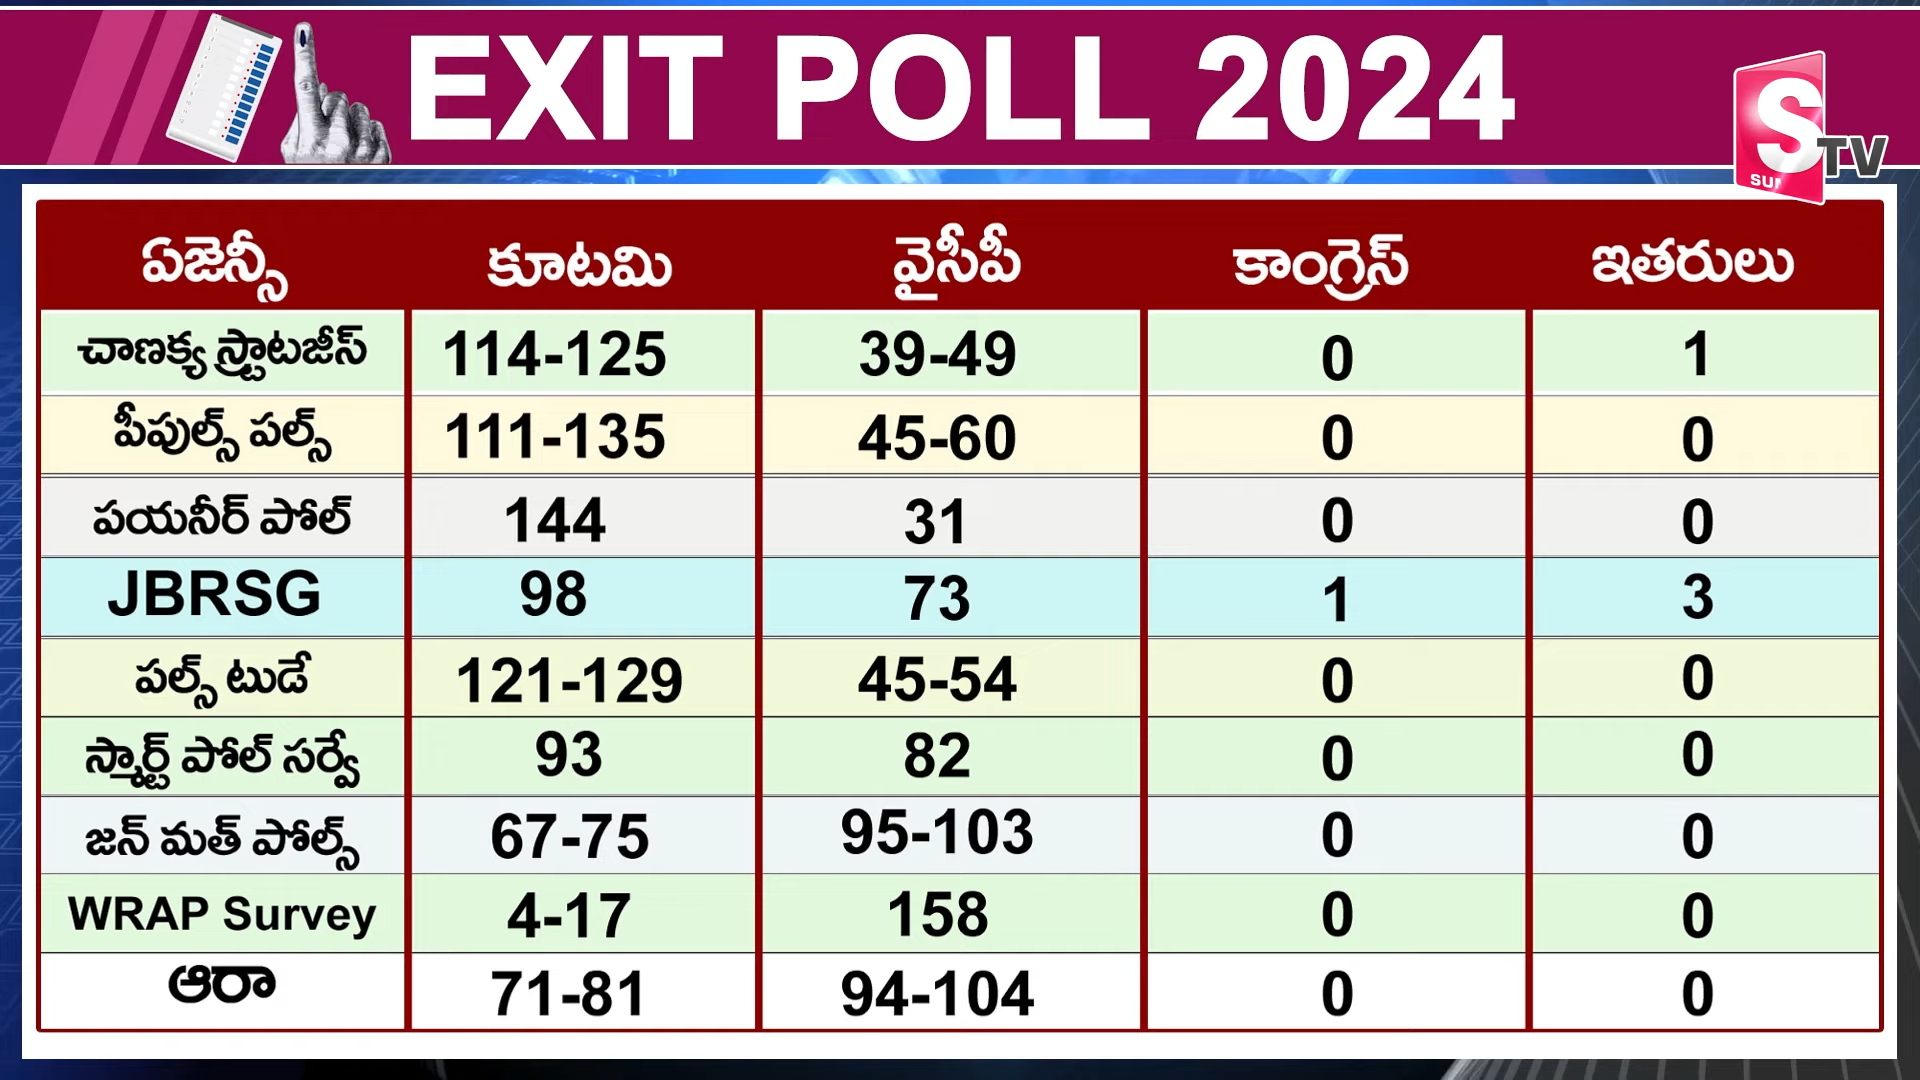 EXIT POLL 2024
S TV
SUM
ఏజెన్సీ కూటమి వైసీపీ కాంగ్రెస్ ఇతరులు
చాణక్య స్ట్రాటజీస్ 114-125 39-49 0 1
పీపుల్స్ పల్స్ 111-135 45-60 0 0
పయనీర్ పోల్ 144 31 0 0
JBRSG 98 73 1 3
పల్స్ టుడే 121-129 45-54 0 0
స్మార్ట్ పోల్ సర్వే 93 82 0 0
జన్ మత్ పోల్స్ 67-75 95-103 0 0
WRAP Survey 4-17 158 0 0
ఆరా 71-81 94-104 0 0